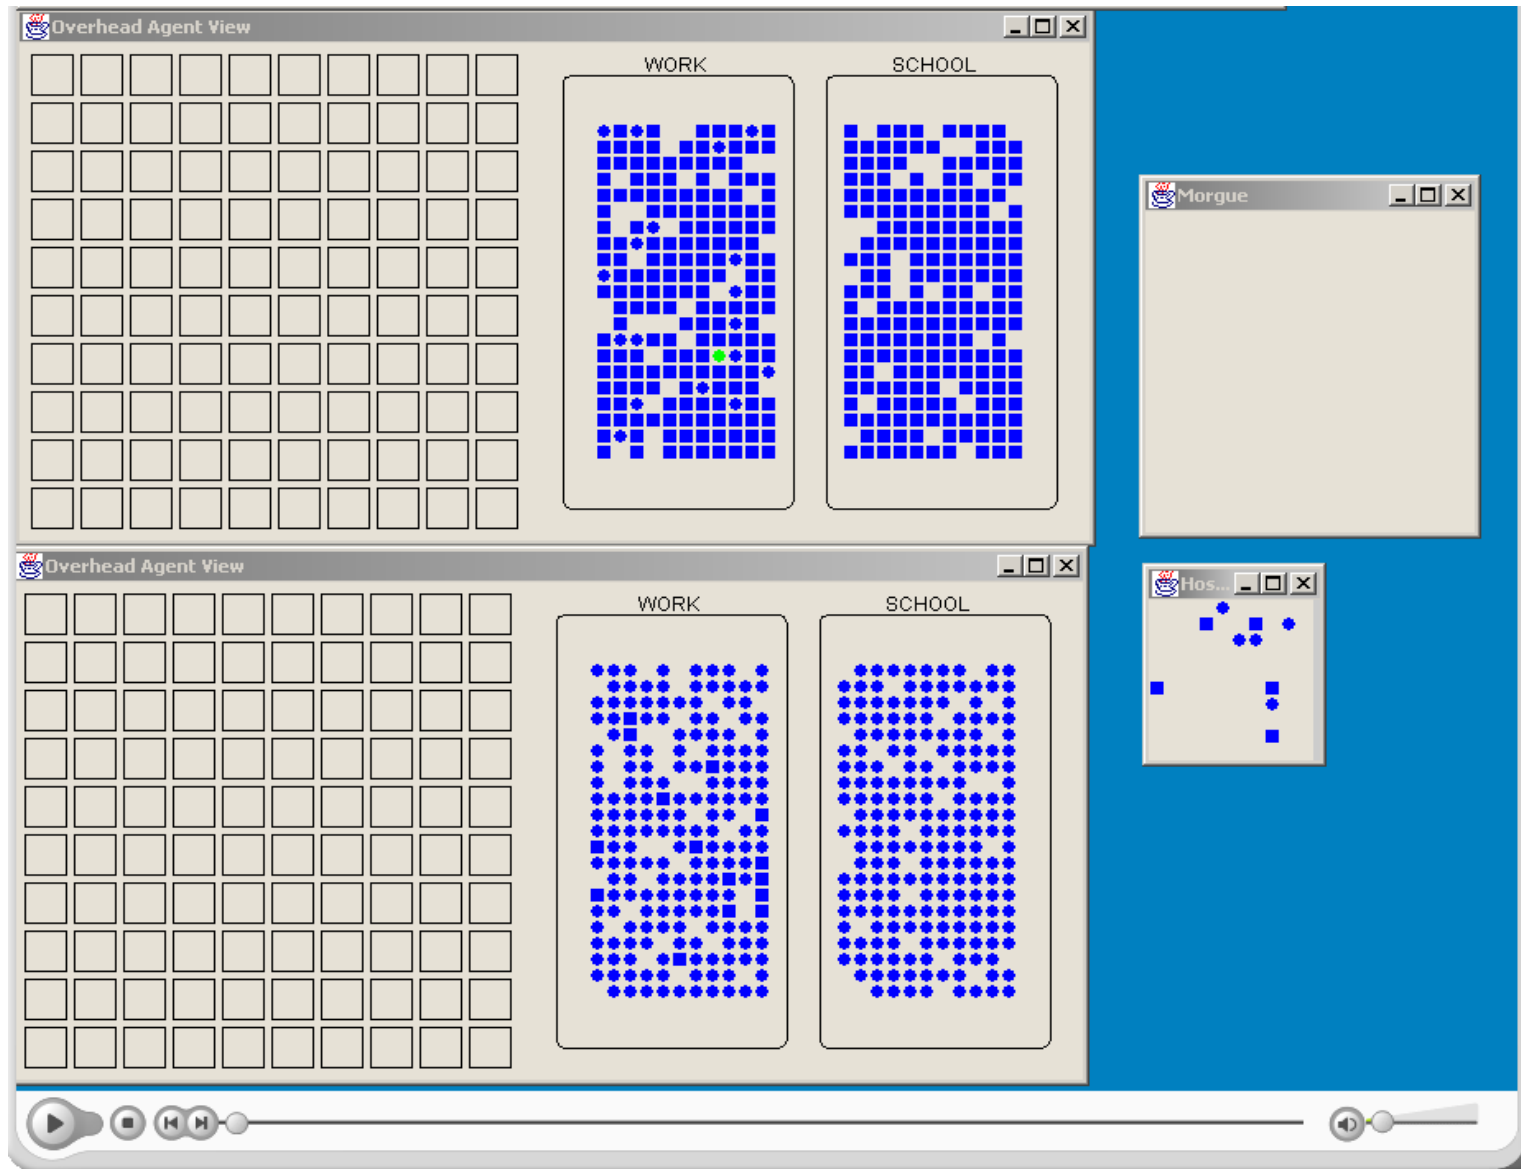 Overhead Agent View
WORK
SCHOOL
Morgue
Overhead Agent View
WORK
SCHOOL
Hos...